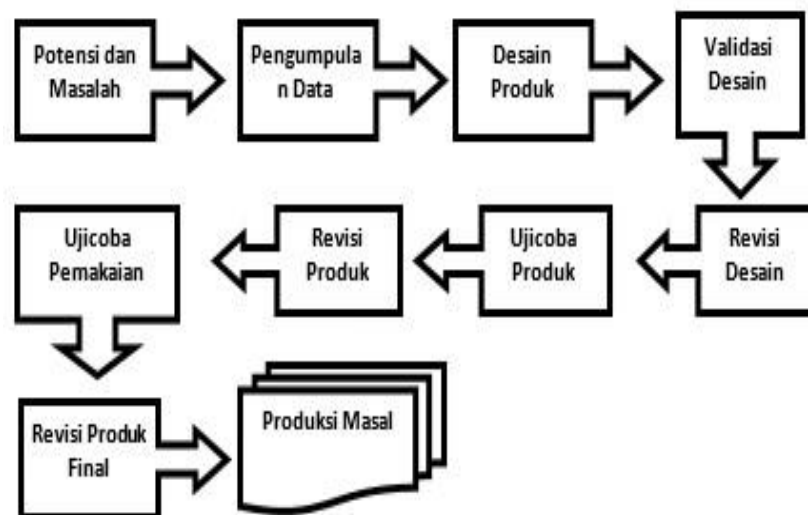 Potensi dan
Masalah
Pengumpula
n Data
Desain
Produk
Validasi
Desain
Revisi
Desain
Ujicoba
Produk
Revisi
Produk
Ujicoba
Pemakaian
Revisi Produk
Final
Produksi Masal